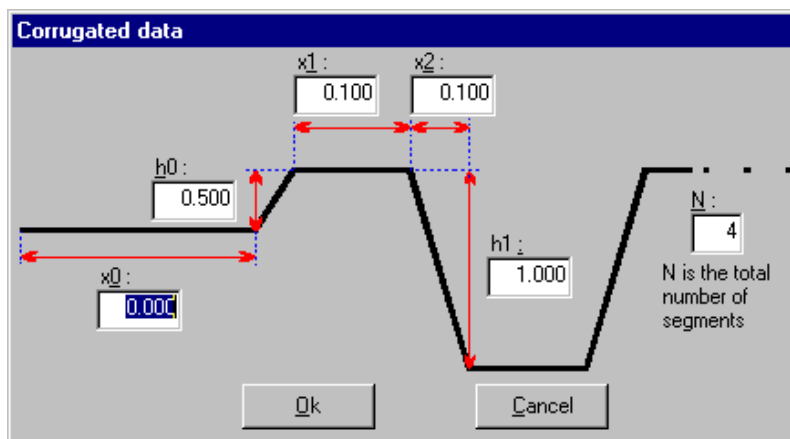 Corrugated data
x1 :
x2 :
0.100
0.100
h0 :
0.500
N :
4
h1 :
1.000
x0 :
0.000
N is the total
number of
segments
Ok
Cancel